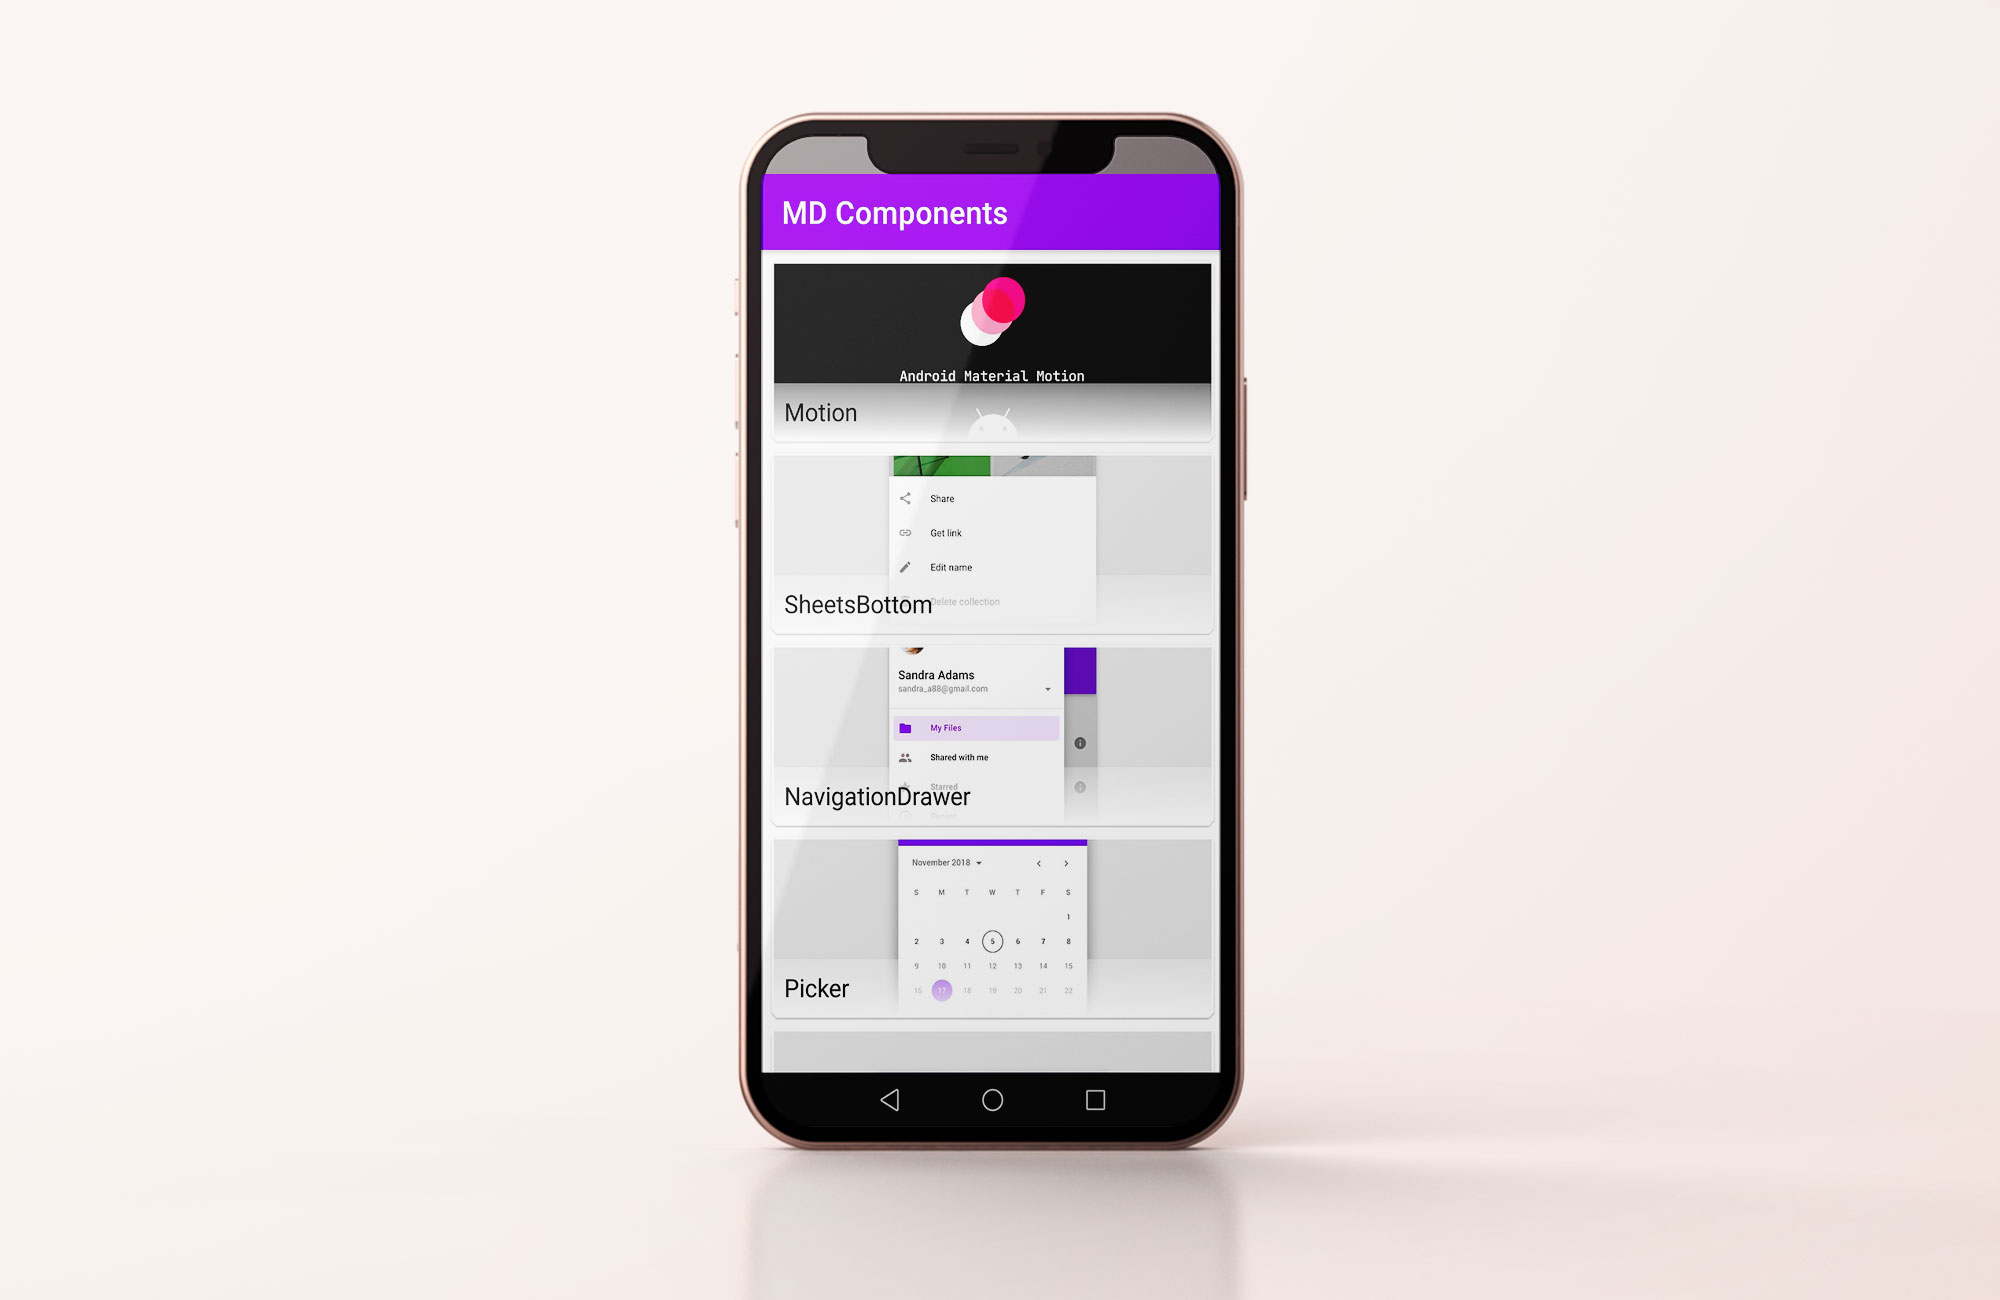 MD Components
Android Material Motion
Motion
Share
Get link
Edit name
Delete collection
SheetsBottom
Sandra Adams
sandra_a88@gmail.com
My Files
Shared with me
Starred
NavigationDrawer
Recent
November 2018
S M T W T F S
1
2 3 4 5 6 7 8
9 10 11 12 13 14 15
16 17 18 19 20 21 22
Picker